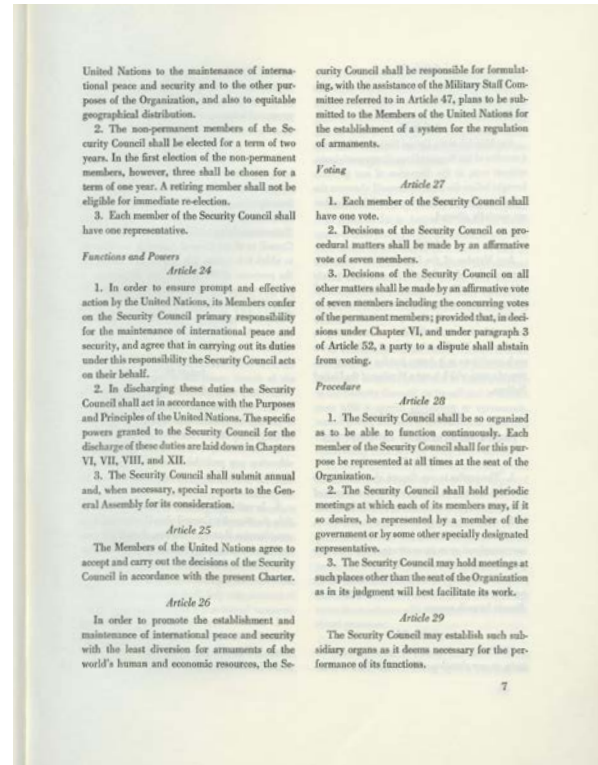 United Nations to the maintenance of interna-
tional peace and security and to the other pur-
poses of the Organization, and also to equitable
geographical distribution.
2. The non-permanent members of the Se-
curity Council shall be elected for a term of two
years. In the first election of the non-permanent
members, however, three shall be chosen for a
term of one year. A retiring member shall not be
eligible for immediate re-election.
3. Each member of the Security Council shall
have one representative.
Functions and Powers
Article 24
1. In order to ensure prompt and effective
action by the United Nations, its Members confer
on the Security Council primary responsibility
for the maintenance of international peace and
security, and agree that in carrying out its duties
under this responsibility the Security Council acts
on their behalf.
2. In discharging these duties the Security
Council shall act in accordance with the Purposes
and Principles of the United Nations. The specific
powers granted to the Security Council for the
discharge of these duties are laid down in Chapters
VI, VII, VIII, and XII.
3. The Security Council shall submit annual
and, when necessary, special reports to the Gen-
eral Assembly for its consideration.
Article 25
The Members of the United Nations agree to
accept and carry out the decisions of the Security
Council in accordance with the present Charter.
Article 26
In order to promote the establishment and
maintenance of international peace and security
with the least diversion for armaments of the
world's human and economic resources, the Se-
curity Council shall be responsible for formulat-
ing, with the assistance of the Military Staff Com-
mittee referred to in Article 47, plans to be sub-
mitted to the Members of the United Nations for
the establishment of a system for the regulation
of armaments.
Voting
Article 27
1. Each member of the Security Council shall
have one vote.
2. Decisions of the Security Council on pro-
cedural matters shall be made by an affirmative
vote of seven members.
3. Decisions of the Security Council on all
other matters shall be made by an affirmative vote
of seven members including the concurring votes
of the permanent members; provided that, in deci-
sions under Chapter VI, and under paragraph 3
of Article 52, a party to a dispute shall abstain
from voting.
Procedure
Article 28
1. The Security Council shall be so organized
as to be able to function continuously. Each
member of the Security Council shall for this pur-
pose be represented at all times at the seat of the
Organization.
2. The Security Council shall hold periodic
meetings at which each of its members may, if it
so desires, be represented by a member of the
government or by some other specially designated
representative.
3. The Security Council may hold meetings at
such places other than the seat of the Organization
as in its judgment will best facilitate its work.
Article 29
The Security Council may establish such sub-
sidiary organs as it deems necessary for the per-
formance of its functions.
7